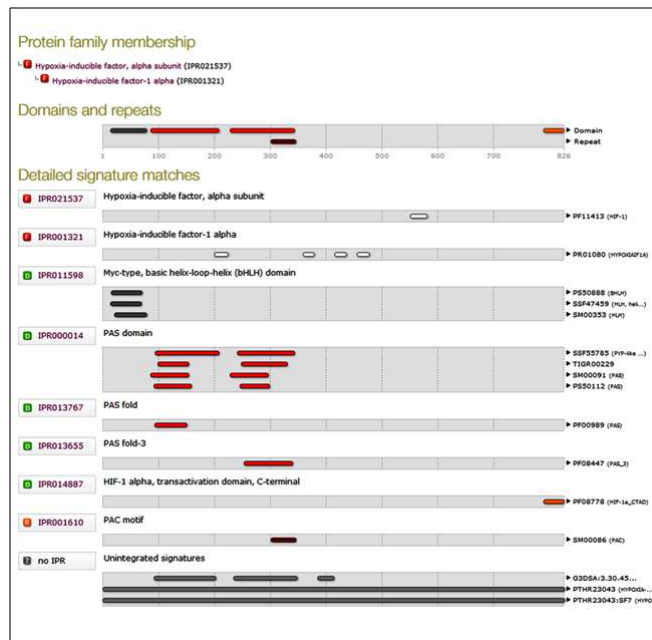 Protein family membership
F Hypoxia-inducible factor, alpha subunit (IPR021537)
F Hypoxia-inducible factor-1 alpha (IPR001321)
Domains and repeats
Domain
Repeat
1 100 200 300 400 500 600 700 826
Detailed signature matches
F IPR021537 Hypoxia-inducible factor, alpha subunit
PF11413 (HIF-1)
F IPR001321 Hypoxia-inducible factor-1 alpha
PR01080 (HYPOXIAIF1A)
D IPR011598 Myc-type, basic helix-loop-helix (bHLH) domain
PS50888 (BHLH)
SSF47459 (HLH, heli...)
SM00353 (HLH)
D IPR000014 PAS domain
SSF55785 (PYP-like ...)
TIGR00229
SM00091 (PAS)
PS50112 (PAS)
D IPR013767 PAS fold
PF00989 (PAS)
D IPR013655 PAS fold-3
PF08447 (PAS_3)
D IPR014887 HIF-1 alpha, transactivation domain, C-terminal
PF08778 (HIF-1a_CTAD)
R IPR001610 PAC motif
SM00086 (PAC)
? no IPR Unintegrated signatures
G3DSA:3.30.45...
PTHR23043 (HYPOXIA-...
PTHR23043:SF7 (HYPO